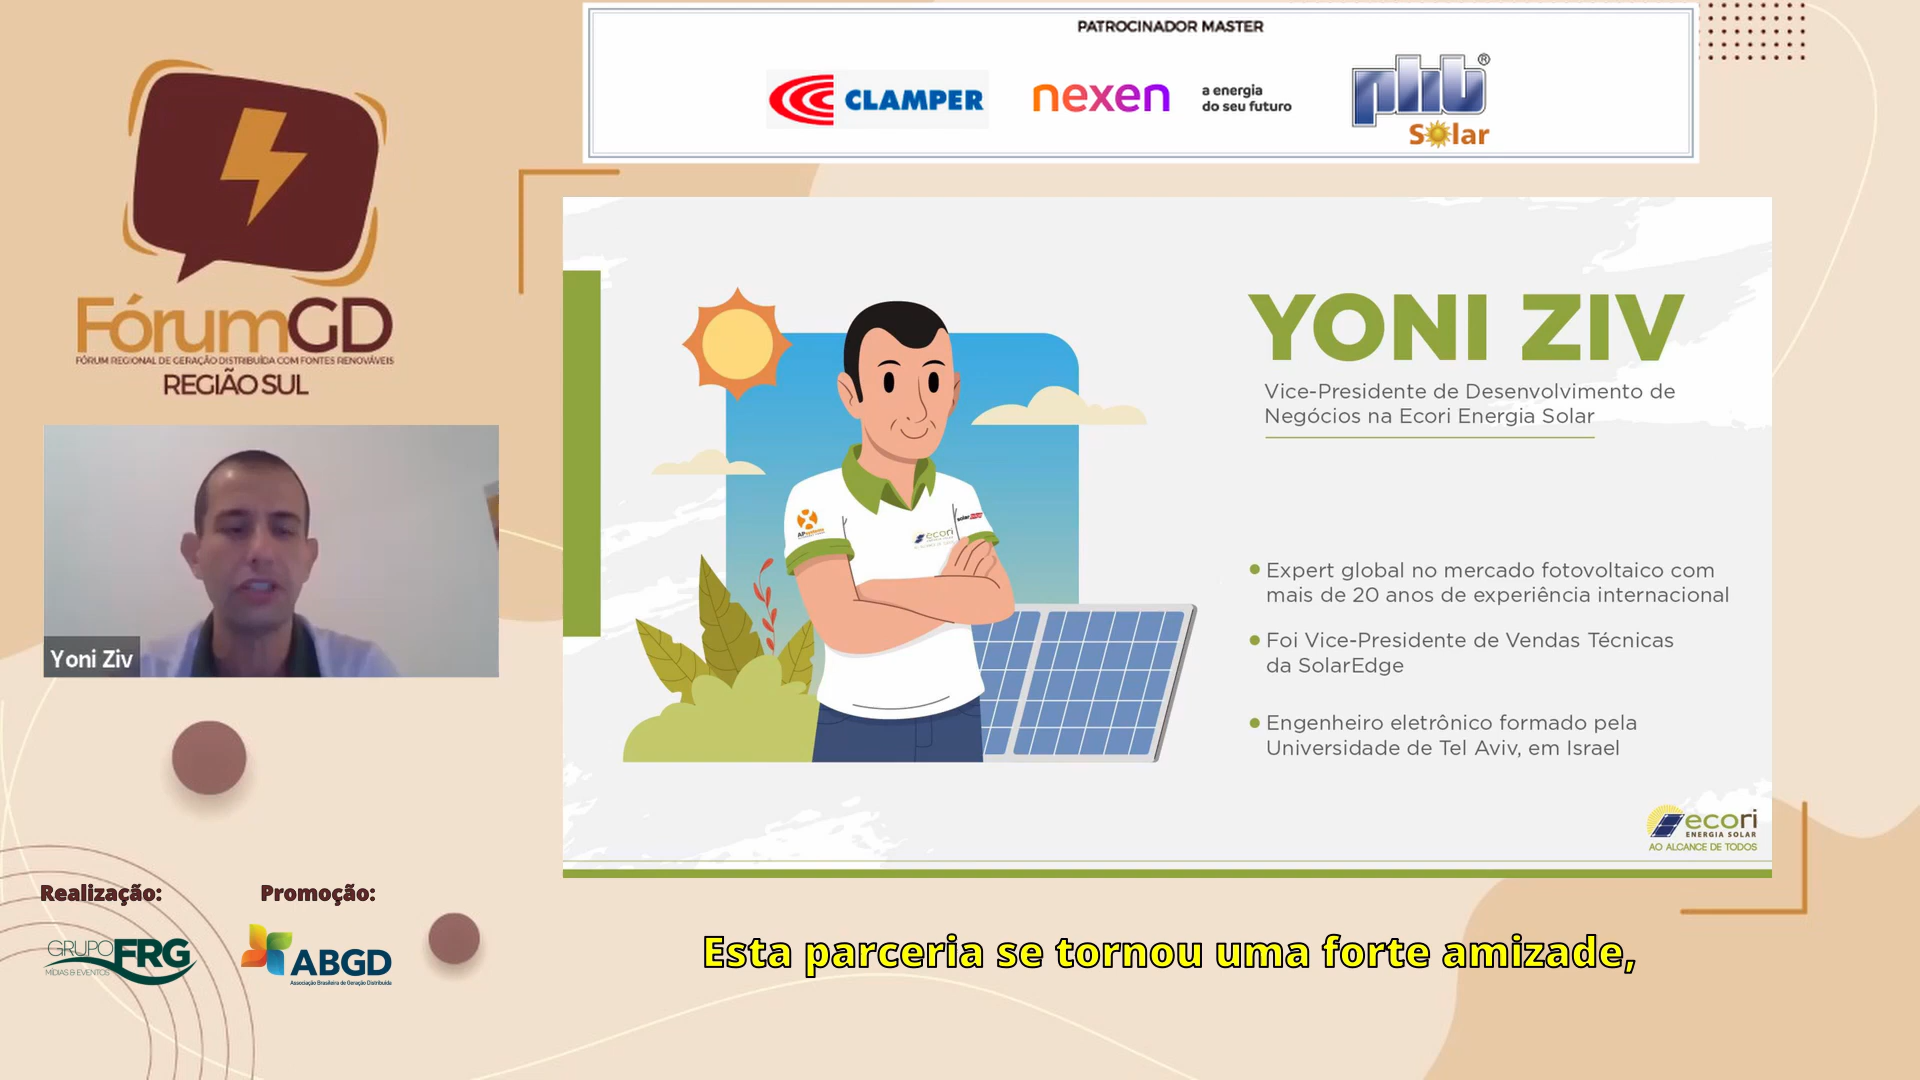 PATROCINADOR MASTER
CLAMPER
nexen
a energia
do seu futuro
phb®
Solar
FórumGD
FÓRUM REGIONAL DE GERAÇÃO DISTRIBUÍDA COM FONTES RENOVÁVEIS
REGIÃO SUL
Yoni Ziv
YONI ZIV
Vice-Presidente de Desenvolvimento de
Negócios na Ecori Energia Solar
Expert global no mercado fotovoltaico com
mais de 20 anos de experiência internacional
Foi Vice-Presidente de Vendas Técnicas
da SolarEdge
Engenheiro eletrônico formado pela
Universidade de Tel Aviv, em Israel
APsystems
ecori
solar
ecori
ENERGIA SOLAR
AO ALCANCE DE TODOS
Realização:
Promoção:
GRUPO FRG
MÍDIAS & EVENTOS
ABGD
Associação Brasileira de Geração Distribuída
Esta parceria se tornou uma forte amizade,